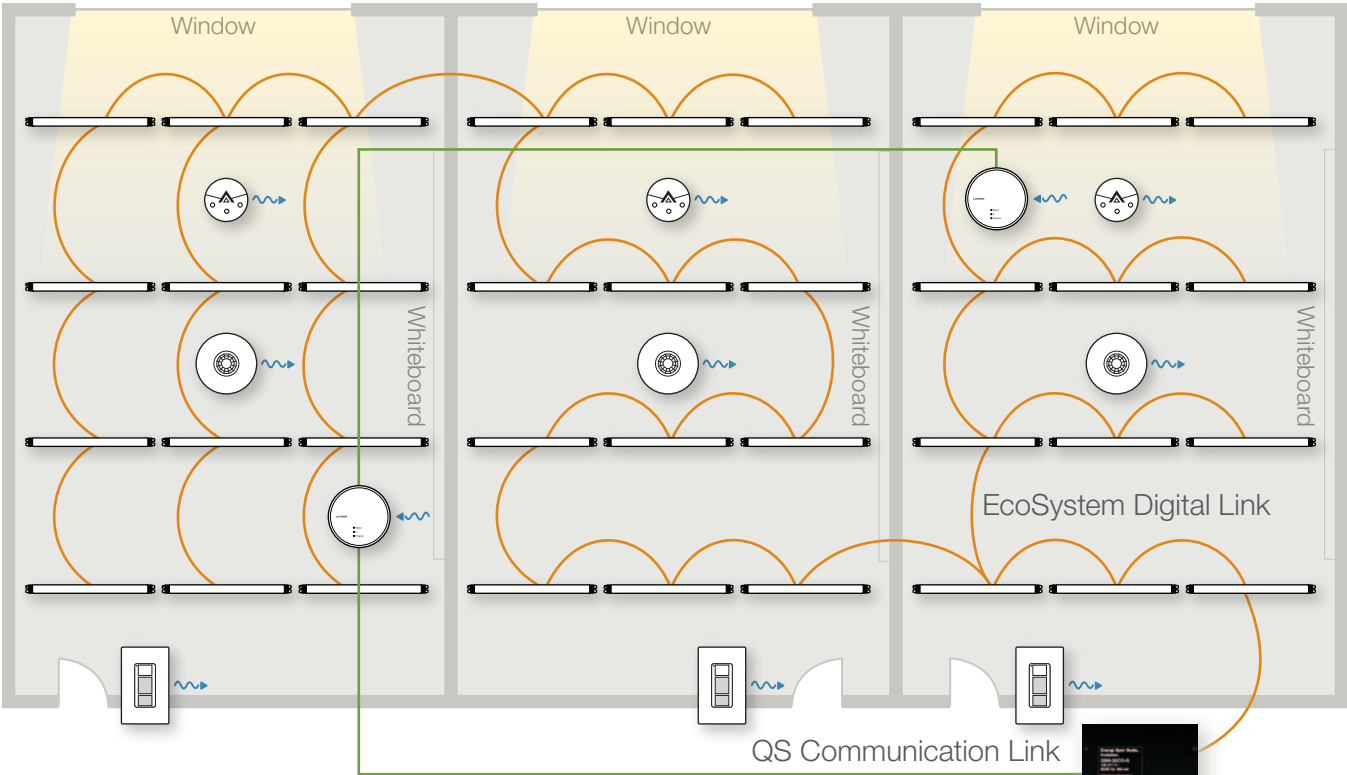 Window
Window
Window
Whiteboard
Whiteboard
Whiteboard
EcoSystem Digital Link
QS Communication Link